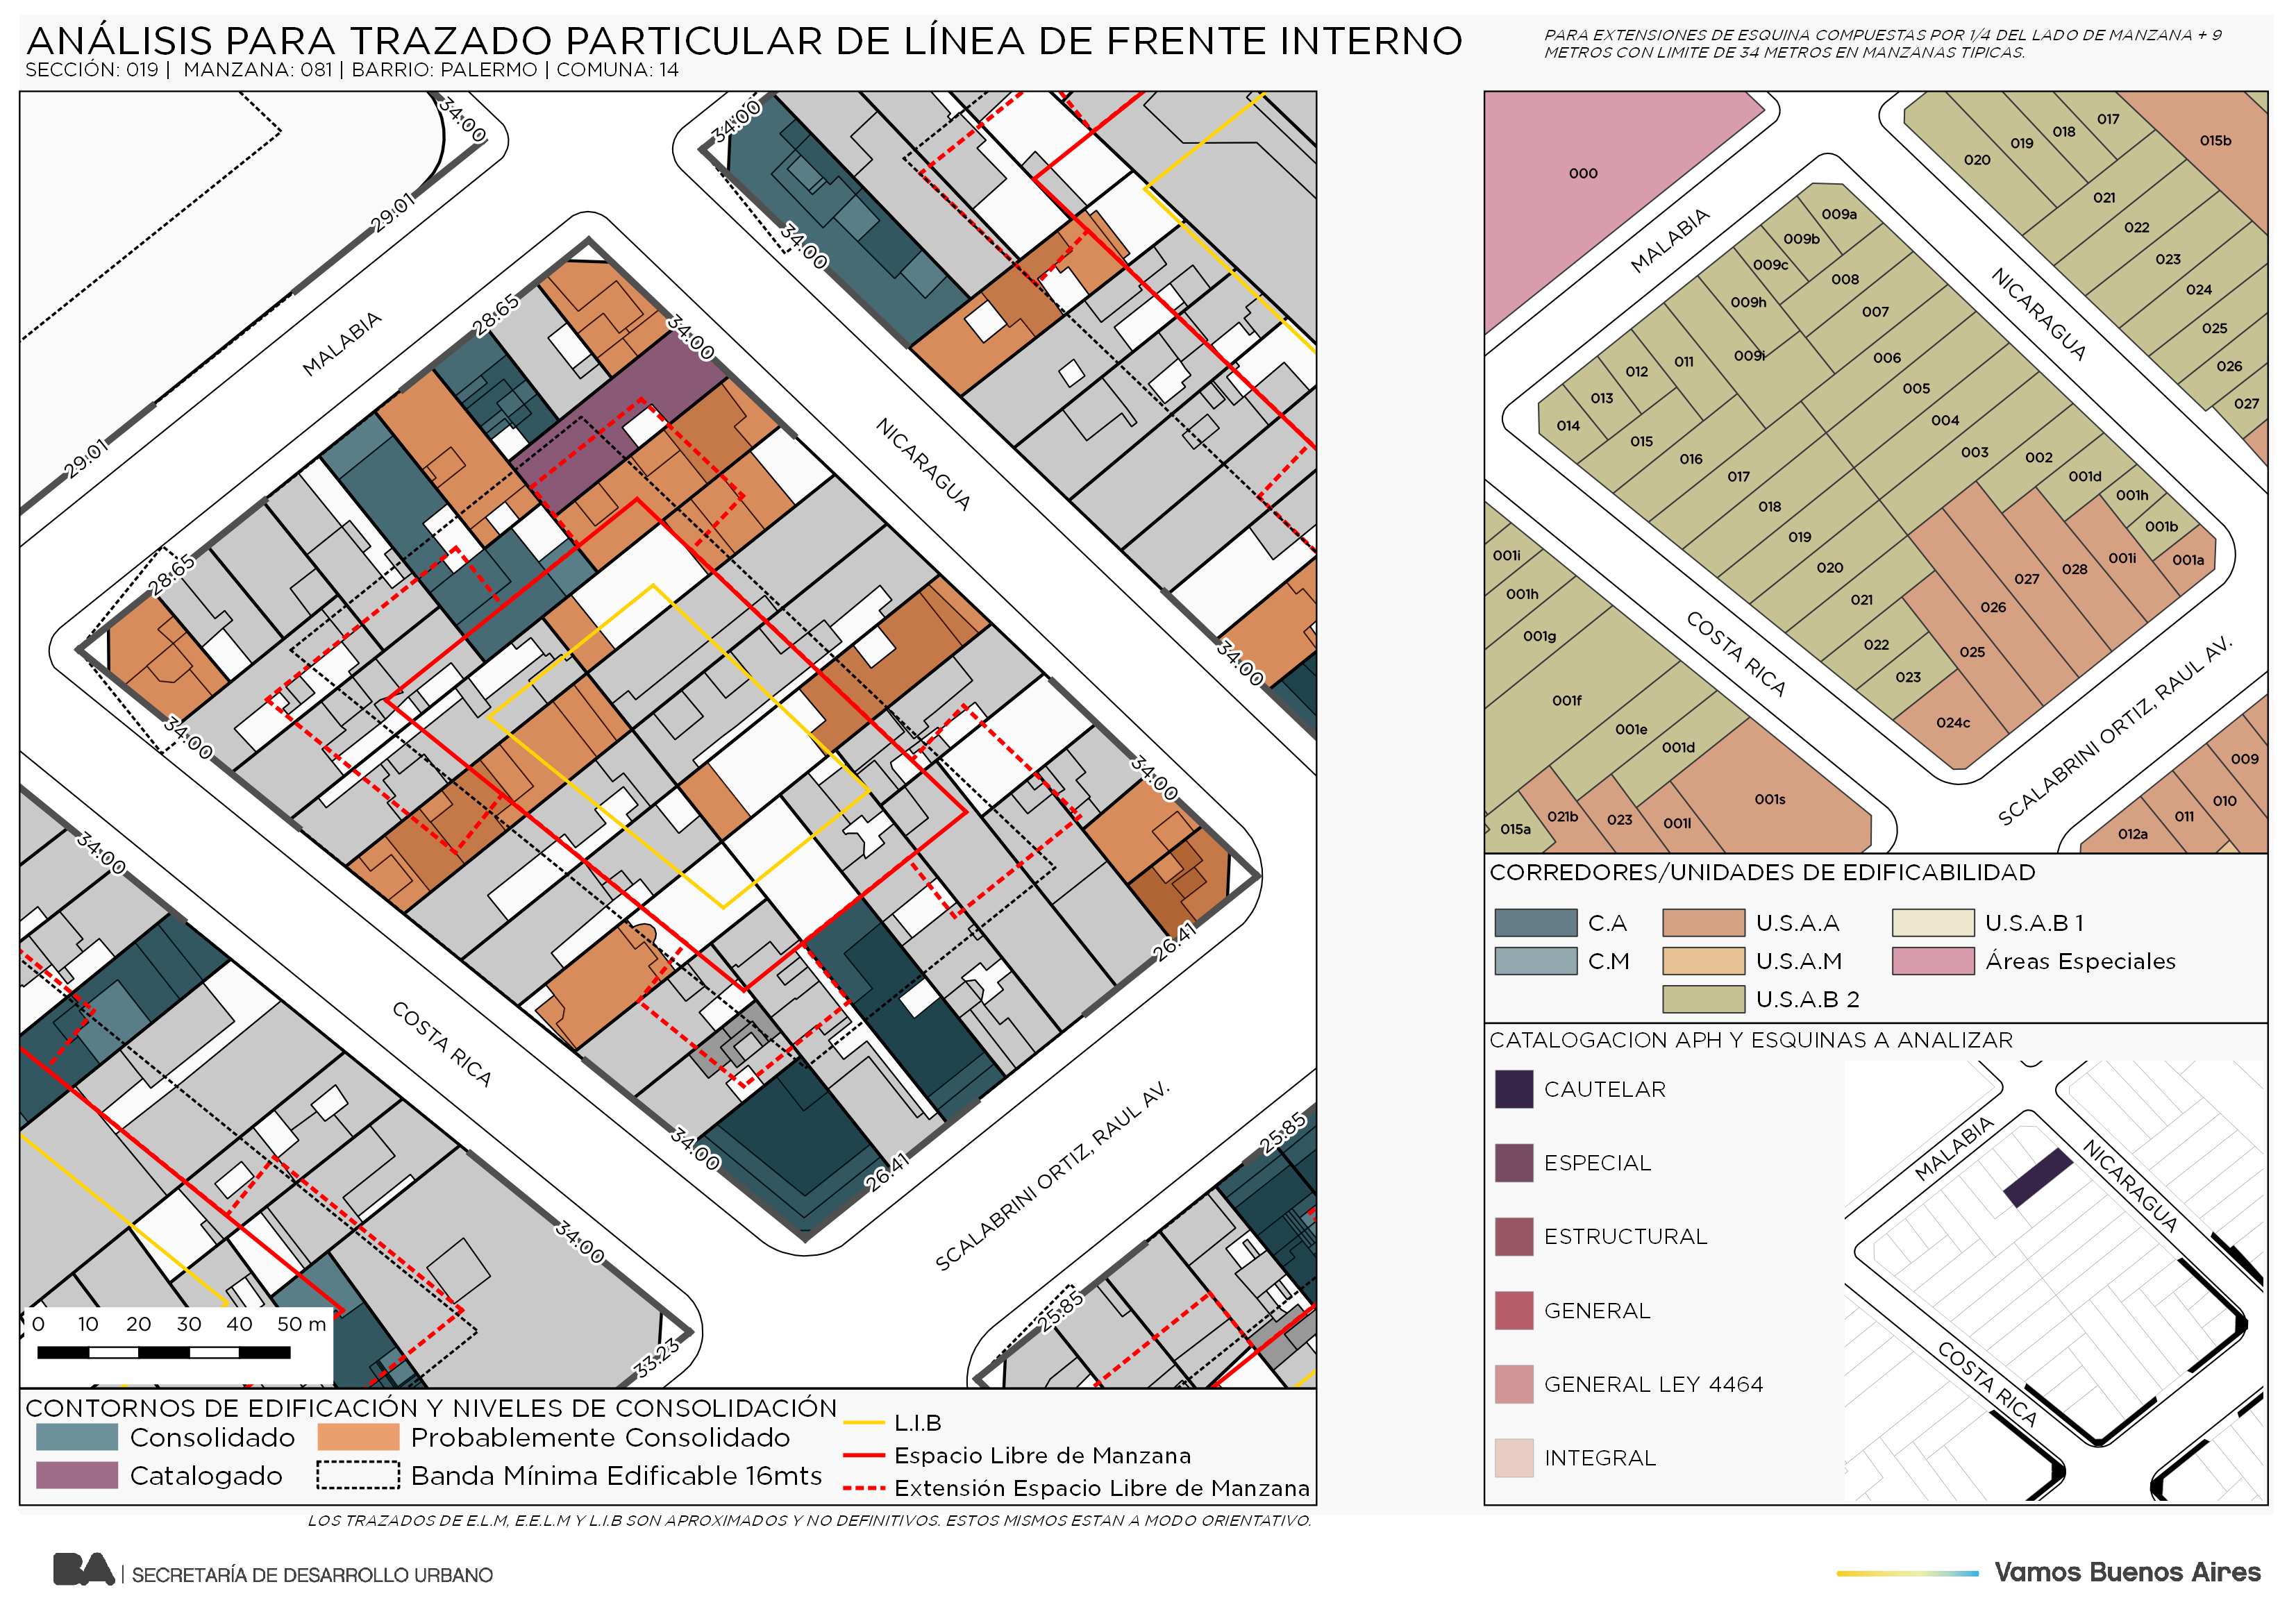 ANÁLISIS PARA TRAZADO PARTICULAR DE LÍNEA DE FRENTE INTERNO
SECCIÓN: 019 | MANZANA: 081 | BARRIO: PALERMO | COMUNA: 14
PARA EXTENSIONES DE ESQUINA COMPUESTAS POR 1/4 DEL LADO DE MANZANA + 9
METROS CON LIMITE DE 34 METROS EN MANZANAS TIPICAS.
34:00
34:00
29:01
34:00
28:65
34:00
MALABIA
29:01
NICARAGUA
28:65
34:00
34:00
34:00
34:00
COSTA RICA
26:41
34:00
26:41
SCALABRINI ORTIZ, RAUL AV.
25:85
34:00
25:85
33:23
0 10 20 30 40 50 m
CONTORNOS DE EDIFICACIÓN Y NIVELES DE CONSOLIDACIÓN
Consolidado
Probablemente Consolidado
Catalogado
Banda Mínima Edificable 16mts
L.I.B
Espacio Libre de Manzana
Extensión Espacio Libre de Manzana
LOS TRAZADOS DE E.L.M, E.E.L.M Y L.I.B SON APROXIMADOS Y NO DEFINITIVOS. ESTOS MISMOS ESTAN A MODO ORIENTATIVO.
000
020
019
018
017
015b
021
022
023
024
025
026
027
MALABIA
NICARAGUA
009a
009b
009c
008
009h
007
009i
006
011
012
013
014
005
015
004
016
003
017
002
018
001d
019
001h
020
001b
021
001a
022
001i
023
028
027
026
025
024c
COSTA RICA
SCALABRINI ORTIZ, RAUL AV.
001i
001h
001g
001f
001e
001d
001s
015a
021b
023
001l
009
010
011
012a
CORREDORES/UNIDADES DE EDIFICABILIDAD
C.A
U.S.A.A
U.S.A.B 1
C.M
U.S.A.M
Áreas Especiales
U.S.A.B 2
CATALOGACION APH Y ESQUINAS A ANALIZAR
CAUTELAR
ESPECIAL
ESTRUCTURAL
GENERAL
GENERAL LEY 4464
INTEGRAL
MALABIA
NICARAGUA
COSTA RICA
BA | SECRETARÍA DE DESARROLLO URBANO
Vamos Buenos Aires